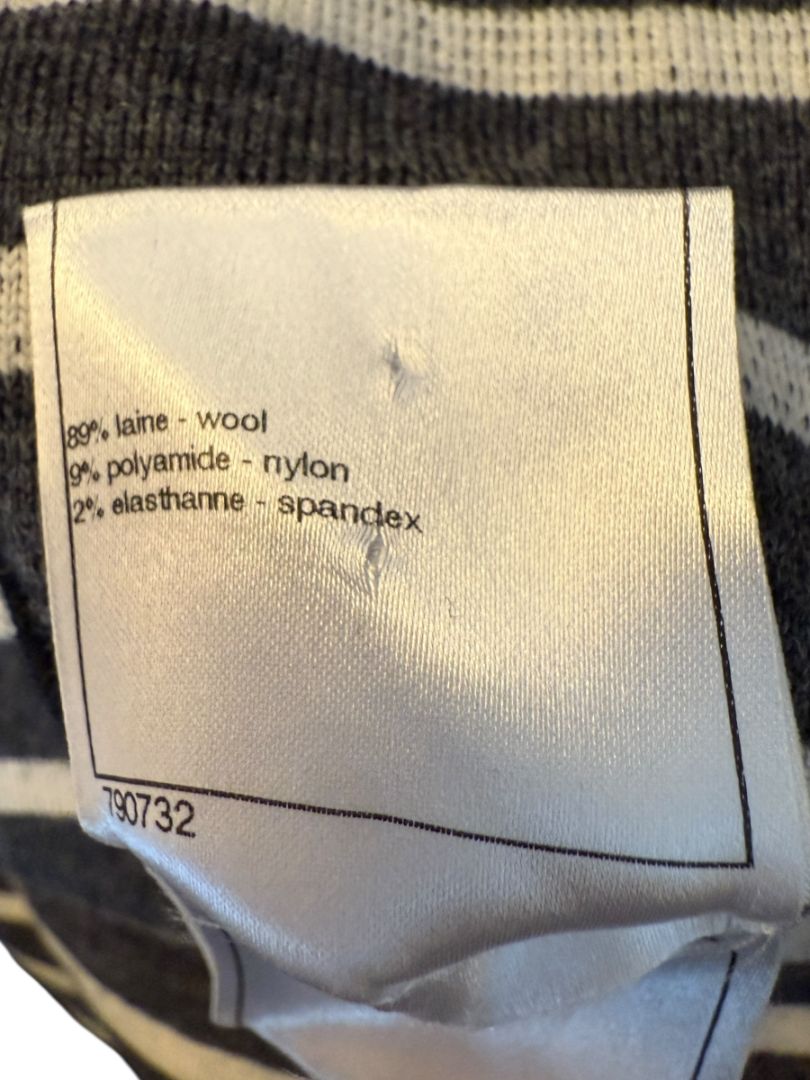 89% laine - wool
9% polyamide - nylon
2% elasthanne - spandex
790732